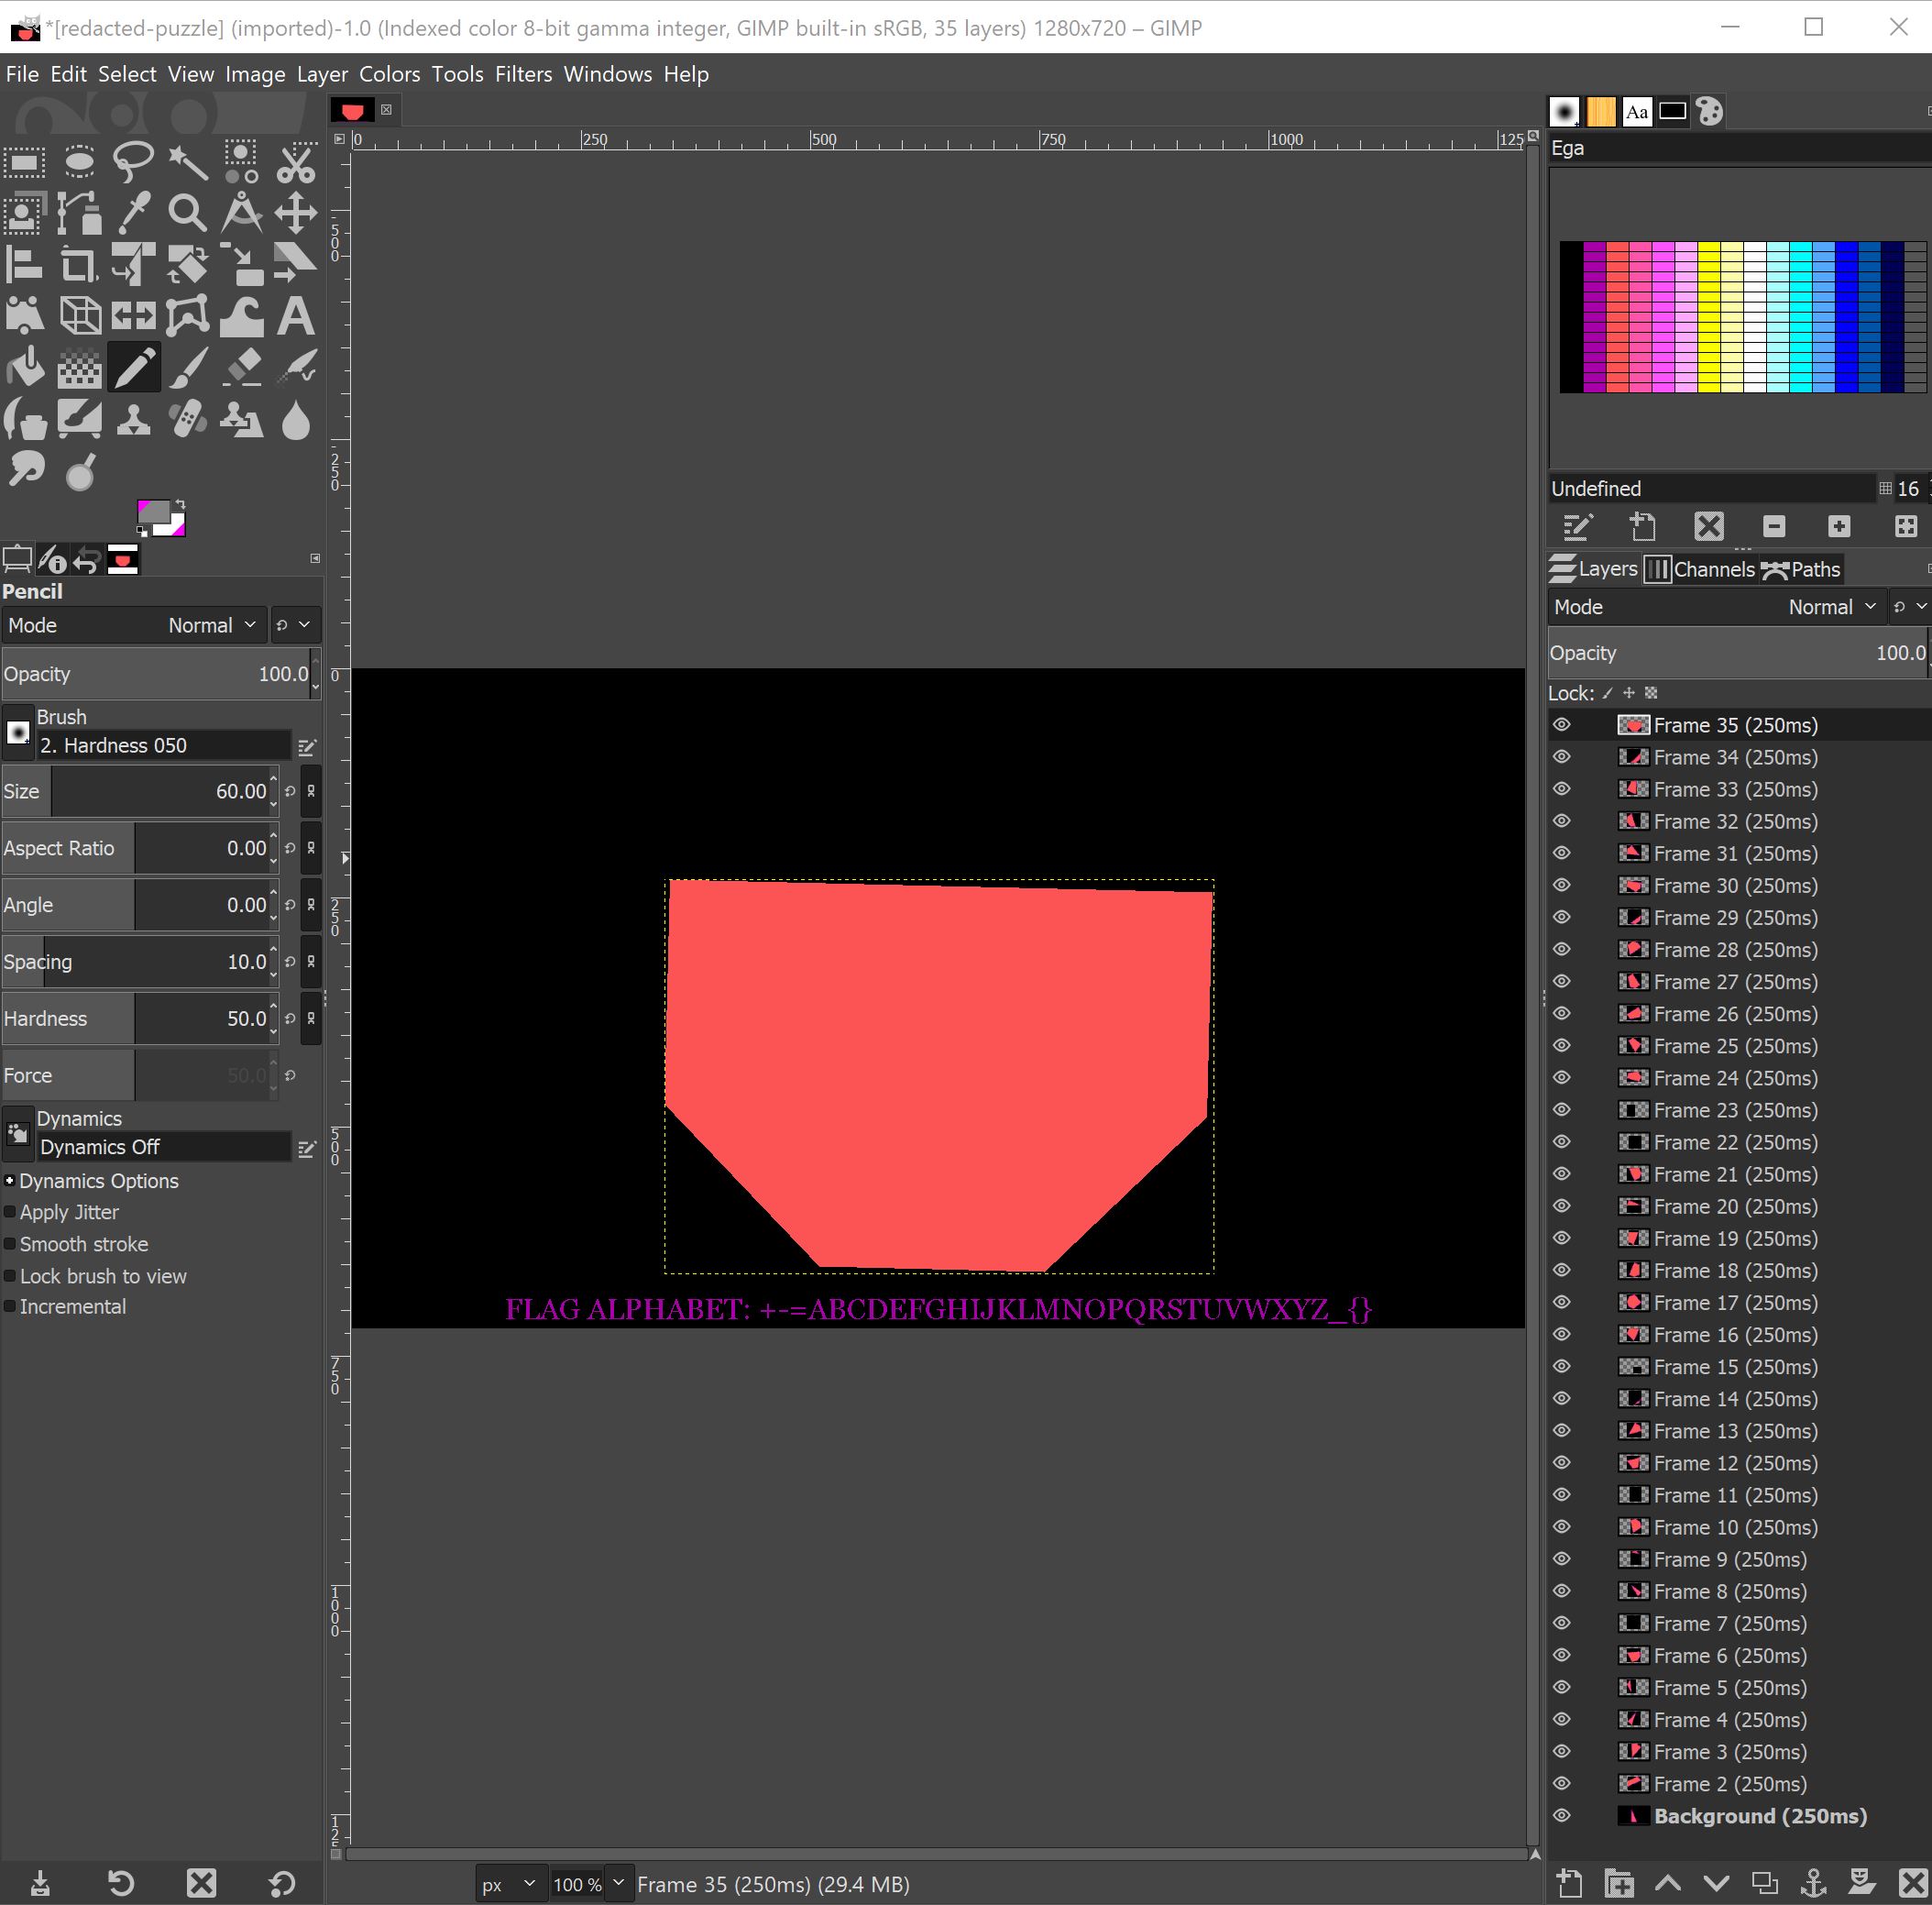 *[redacted-puzzle] (imported)-1.0 (Indexed color 8-bit gamma integer, GIMP built-in sRGB, 35 layers) 1280x720 – GIMP
File Edit Select View Image Layer Colors Tools Filters Windows Help
0 250 500 750 1000 125
Aa
Ega
-500
-250
0
250
500
750
1000
125
Undefined 16
Pencil
Mode Normal
Opacity 100.0
Brush
2. Hardness 050
Size 60.00
Aspect Ratio 0.00
Angle 0.00
Spacing 10.0
Hardness 50.0
Force 50.0
Dynamics
Dynamics Off
Dynamics Options
Apply Jitter
Smooth stroke
Lock brush to view
Incremental
FLAG ALPHABET: +-=ABCDEFGHIJKLMNOPQRSTUVWXYZ_{}
Layers Channels Paths
Mode Normal
Opacity 100.0
Lock:
Frame 35 (250ms)
Frame 34 (250ms)
Frame 33 (250ms)
Frame 32 (250ms)
Frame 31 (250ms)
Frame 30 (250ms)
Frame 29 (250ms)
Frame 28 (250ms)
Frame 27 (250ms)
Frame 26 (250ms)
Frame 25 (250ms)
Frame 24 (250ms)
Frame 23 (250ms)
Frame 22 (250ms)
Frame 21 (250ms)
Frame 20 (250ms)
Frame 19 (250ms)
Frame 18 (250ms)
Frame 17 (250ms)
Frame 16 (250ms)
Frame 15 (250ms)
Frame 14 (250ms)
Frame 13 (250ms)
Frame 12 (250ms)
Frame 11 (250ms)
Frame 10 (250ms)
Frame 9 (250ms)
Frame 8 (250ms)
Frame 7 (250ms)
Frame 6 (250ms)
Frame 5 (250ms)
Frame 4 (250ms)
Frame 3 (250ms)
Frame 2 (250ms)
Background (250ms)
px 100 % Frame 35 (250ms) (29.4 MB)